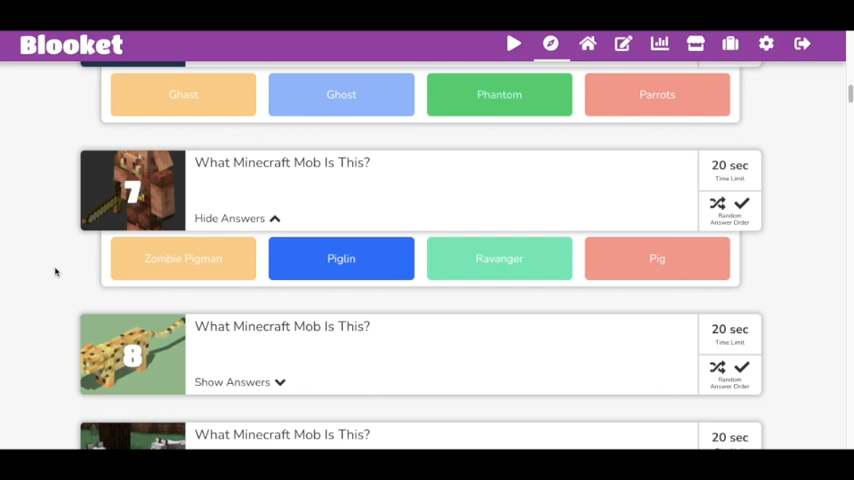 Blooket
Ghast Ghost Phantom Parrots
7
What Minecraft Mob Is This?
Hide Answers
20 sec
Time Limit
Random
Answer Order
Zombie Pigman Piglin Ravanger Pig
8
What Minecraft Mob Is This?
Show Answers
20 sec
Time Limit
Random
Answer Order
What Minecraft Mob Is This?
20 sec